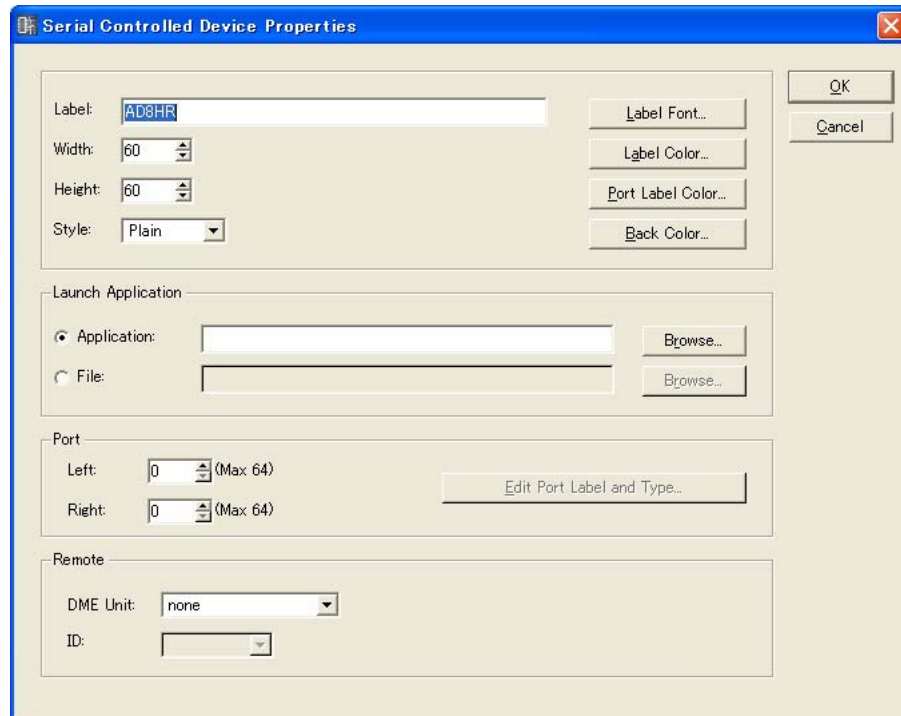 Serial Controlled Device Properties
Label: AD8HR Label Font...
Width: 60 Label Color...
Height: 60 Port Label Color...
Style: Plain Back Color...
OK
Cancel
Launch Application
Application: Browse...
File: Browse...
Port
Left: 0 (Max 64)
Right: 0 (Max 64)
Edit Port Label and Type...
Remote
DME Unit: none
ID: